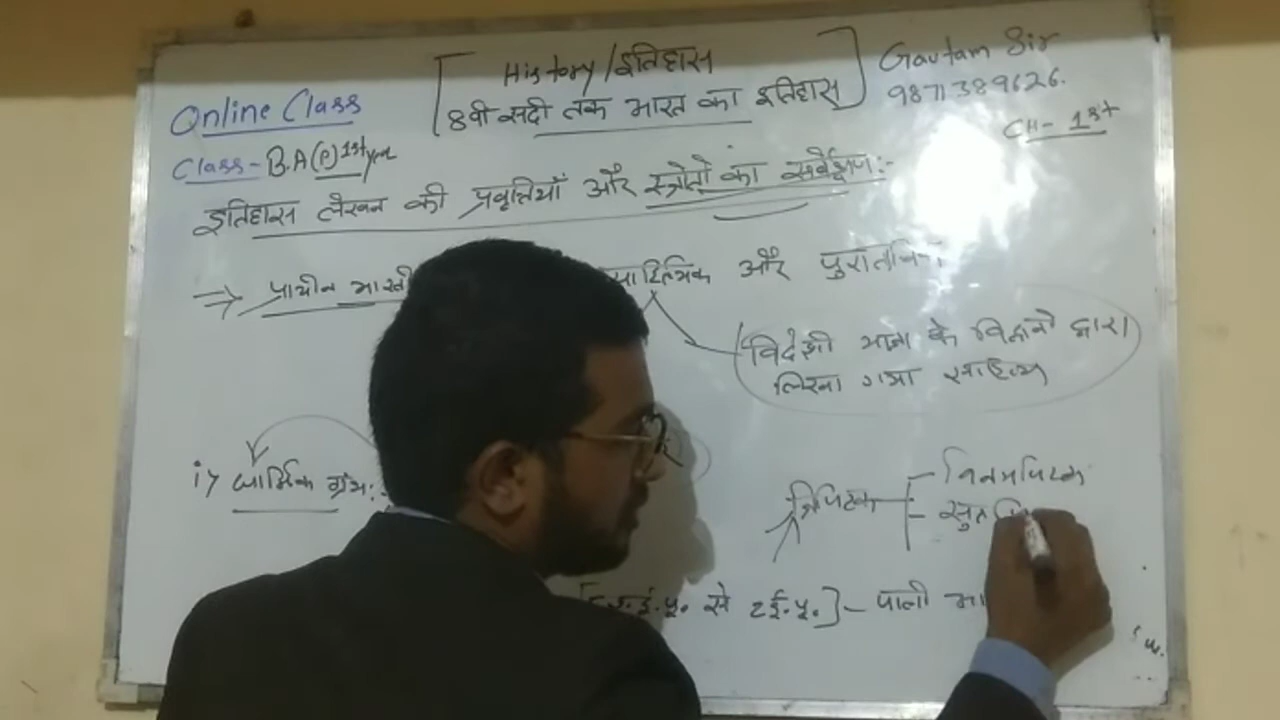 History/इतिहास
8वी सदी तक भारत का इतिहास
Gautam Sir
9871389626.
Online Class
Class- B.A(P) 1st year
CH- 1st
इतिहास लेखन की प्रवृत्तियाँ और स्त्रोतो का सर्वेक्षण:-
⇒ प्राचीन साहित्यिक और
विदेशी भाषा के विद्वानो द्वारा
लिखा गया साहित्य
i) धार्मिक ग्रंथ:-
त्रिपिटक
विनयपिटक
सुत
ई.पू. से 2ई.पू.]- पाली